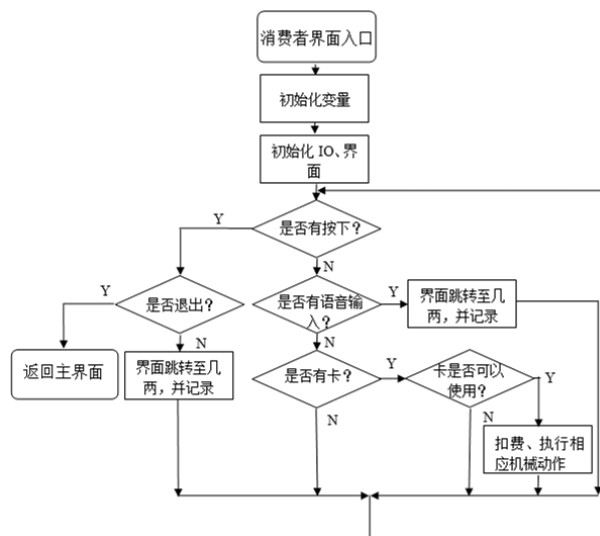 消费者界面入口
初始化变量
初始化 IO、界
面
是否有按下？
Y
N
是否退出？
Y
N
是否有语音输
入？
Y
N
界面跳转至几
两，并记录
返回主界面
界面跳转至几
两，并记录
是否有卡？
Y
N
卡是否可以
使用？
Y
N
扣费、执行相
应机械动作